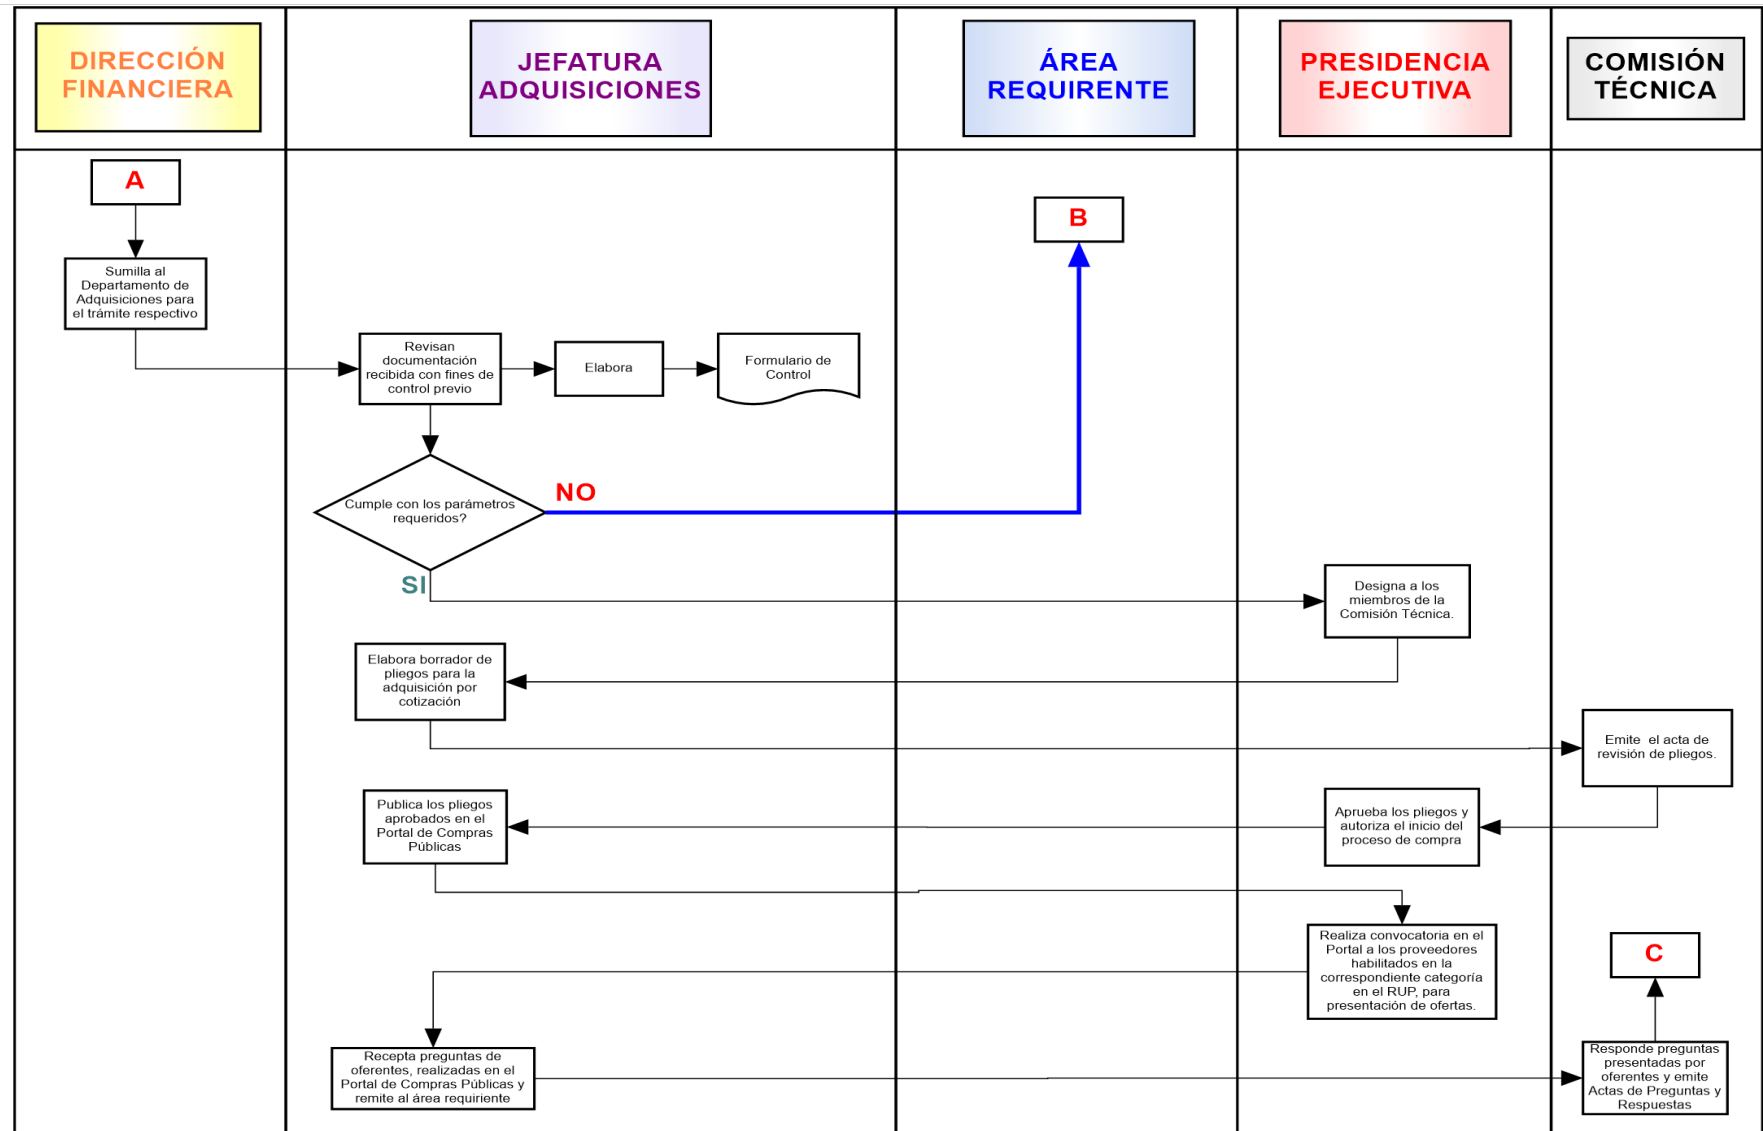 DIRECCIÓN
FINANCIERA
JEFATURA
ADQUISICIONES
ÁREA
REQUIRENTE
PRESIDENCIA
EJECUTIVA
COMISIÓN
TÉCNICA
A
B
Sumilla al
Departamento de
Adquisiciones para
el trámite respectivo
Revisan
documentación
recibida con fines de
control previo
Elabora
Formulario de
Control
Cumple con los parámetros
requeridos?
NO
SI
Designa a los
miembros de la
Comisión Técnica.
Elabora borrador de
pliegos para la
adquisición por
cotización
Emite  el acta de
revisión de pliegos.
Publica los pliegos
aprobados en el
Portal de Compras
Públicas
Aprueba los pliegos y
autoriza el inicio del
proceso de compra
Realiza convocatoria en el
Portal a los proveedores
habilitados en la
correspondiente categoría
en el RUP, para
presentación de ofertas.
C
Recepta preguntas de
oferentes, realizadas en el
Portal de Compras Públicas y
remite al área requiriente
Responde preguntas
presentadas por
oferentes y emite
Actas de Preguntas y
Respuestas